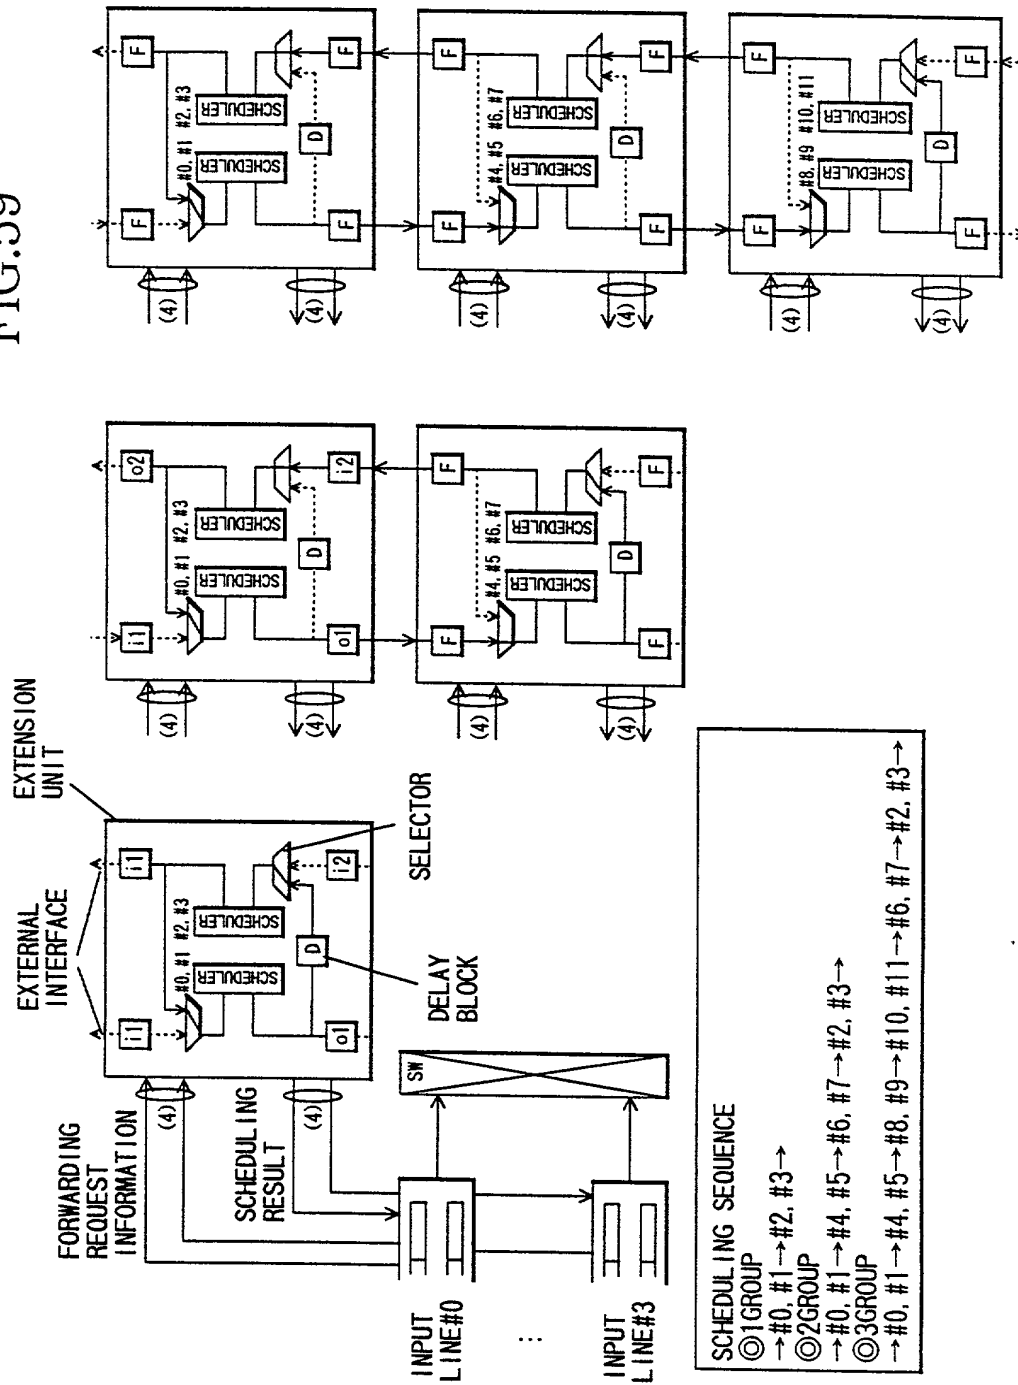 FIG.59
EXTERNAL
INTERFACE
EXTENSION
UNIT
FORWARDING
REQUEST
INFORMATION
(4)
i1
i1
#0, #1
#2, #3
SCHEDULER
SCHEDULER
D
o1
i2
SCHEDULING
RESULT
(4)
DELAY
BLOCK
SELECTOR
INPUT
LINE#0
...
INPUT
LINE#3
SW
(4)
i1
o2
#0, #1
#2, #3
SCHEDULER
SCHEDULER
D
o1
i2
(4)
(4)
F
F
#4, #5
#6, #7
SCHEDULER
SCHEDULER
D
F
F
(4)
(4)
F
F
#0, #1
#2, #3
SCHEDULER
SCHEDULER
D
F
F
(4)
(4)
F
F
#4, #5
#6, #7
SCHEDULER
SCHEDULER
D
F
F
(4)
(4)
F
F
#8, #9
#10, #11
SCHEDULER
SCHEDULER
D
F
F
(4)
SCHEDULING SEQUENCE
◎1GROUP
→#0, #1→#2, #3→
◎2GROUP
→#0, #1→#4, #5→#6, #7→#2, #3→
◎3GROUP
→#0, #1→#4, #5→#8, #9→#10, #11→#6, #7→#2, #3→